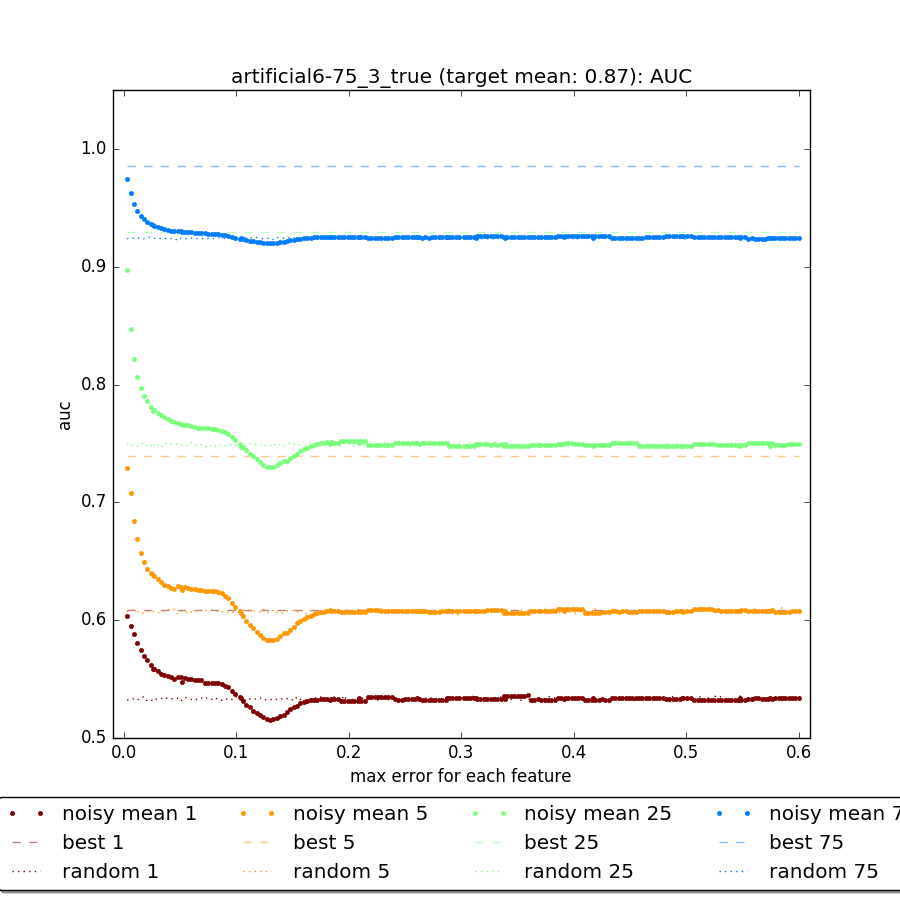 artificial6-75_3_true (target mean: 0.87): AUC
1.0
0.9
0.8
0.7
0.6
0.5
auc
0.0 0.1 0.2 0.3 0.4 0.5 0.6
max error for each feature
noisy mean 1 noisy mean 5 noisy mean 25 noisy mean 7
best 1 best 5 best 25 best 75
random 1 random 5 random 25 random 75